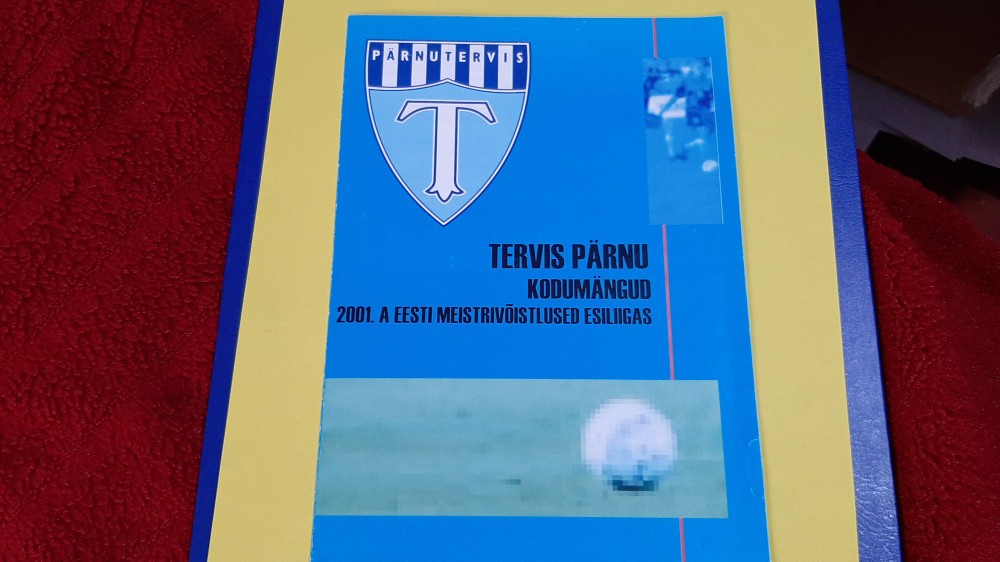 PÄRNUTERVIS
T
TERVIS PÄRNU
KODUMÄNGUD
2001. A EESTI MEISTRIVÕISTLUSED ESILIIGAS